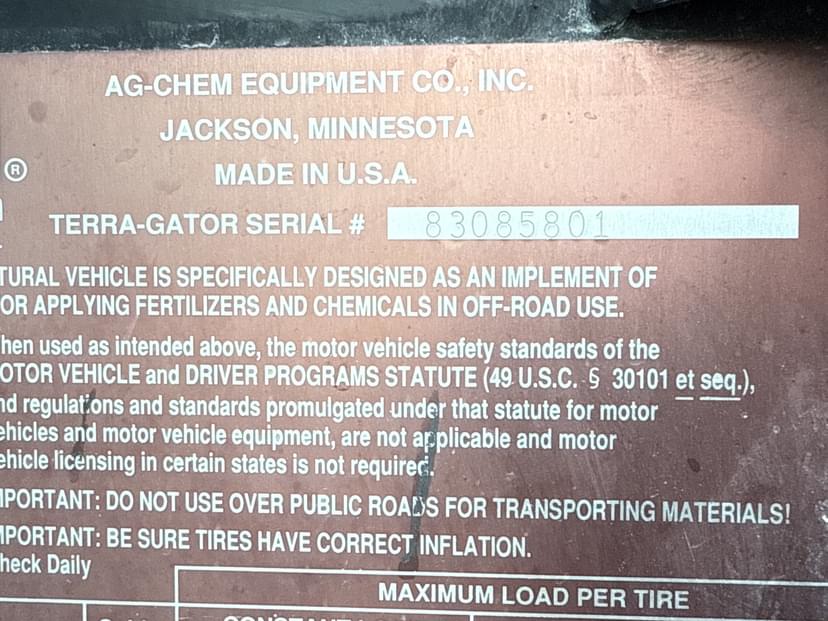 AG-CHEM EQUIPMENT CO., INC.
JACKSON, MINNESOTA
MADE IN U.S.A.
®
TERRA-GATOR SERIAL # 83085801
TURAL VEHICLE IS SPECIFICALLY DESIGNED AS AN IMPLEMENT OF
OR APPLYING FERTILIZERS AND CHEMICALS IN OFF-ROAD USE.
hen used as intended above, the motor vehicle safety standards of the
OTOR VEHICLE and DRIVER PROGRAMS STATUTE (49 U.S.C. § 30101 et seq.),
nd regulations and standards promulgated under that statute for motor
ehicles and motor vehicle equipment, are not applicable and motor
ehicle licensing in certain states is not required.
MPORTANT: DO NOT USE OVER PUBLIC ROADS FOR TRANSPORTING MATERIALS!
MPORTANT: BE SURE TIRES HAVE CORRECT INFLATION.
heck Daily
MAXIMUM LOAD PER TIRE